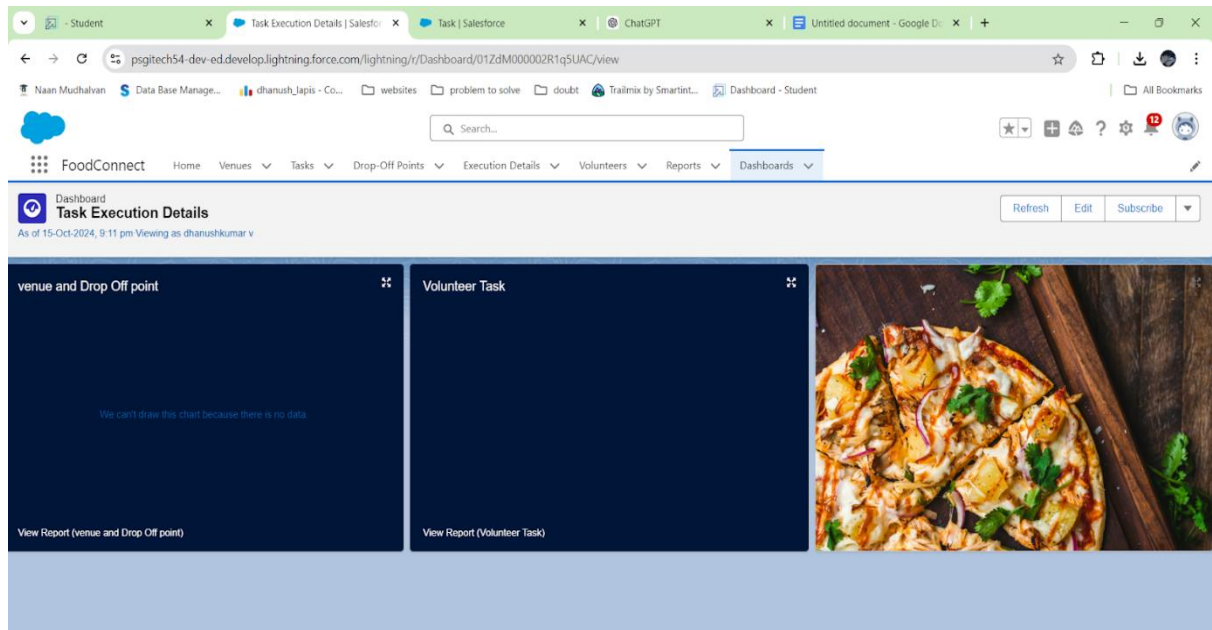 - Student
Task Execution Details | Salesfor
Task | Salesforce
ChatGPT
Untitled document - Google Do
psgitech54-dev-ed.develop.lightning.force.com/lightning/r/Dashboard/01ZdM000002R1q5UAC/view
Naan Mudhalvan
Data Base Manage...
dhanush_lapis - Co...
websites
problem to solve
doubt
Trailmix by Smartint...
Dashboard - Student
All Bookmarks
Search...
12
FoodConnect
Home
Venues
Tasks
Drop-Off Points
Execution Details
Volunteers
Reports
Dashboards
Dashboard
Task Execution Details
As of 15-Oct-2024, 9:11 pm Viewing as dhanushkumar v
Refresh
Edit
Subscribe
venue and Drop Off point
We can't draw this chart because there is no data.
View Report (venue and Drop Off point)
Volunteer Task
View Report (Volunteer Task)